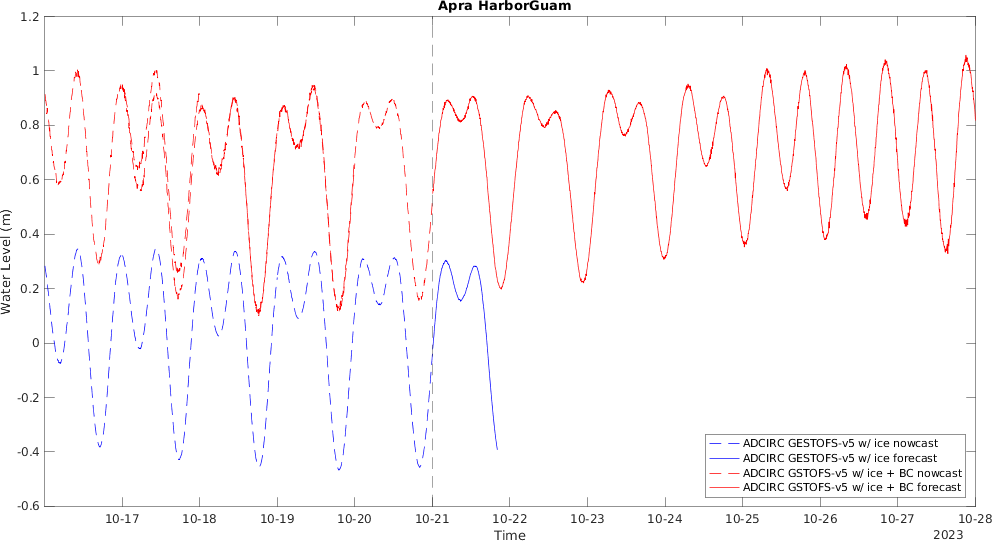 Apra HarborGuam
1.2
1
0.8
0.6
0.4
0.2
0
-0.2
-0.4
-0.6
Water Level (m)
ADCIRC GESTOFS-v5 w/ ice nowcast
ADCIRC GESTOFS-v5 w/ ice forecast
ADCIRC GSTOFS-v5 w/ ice + BC nowcast
ADCIRC GSTOFS-v5 w/ ice + BC forecast
10-17 10-18 10-19 10-20 10-21 10-22 10-23 10-24 10-25 10-26 10-27 10-28
Time
2023